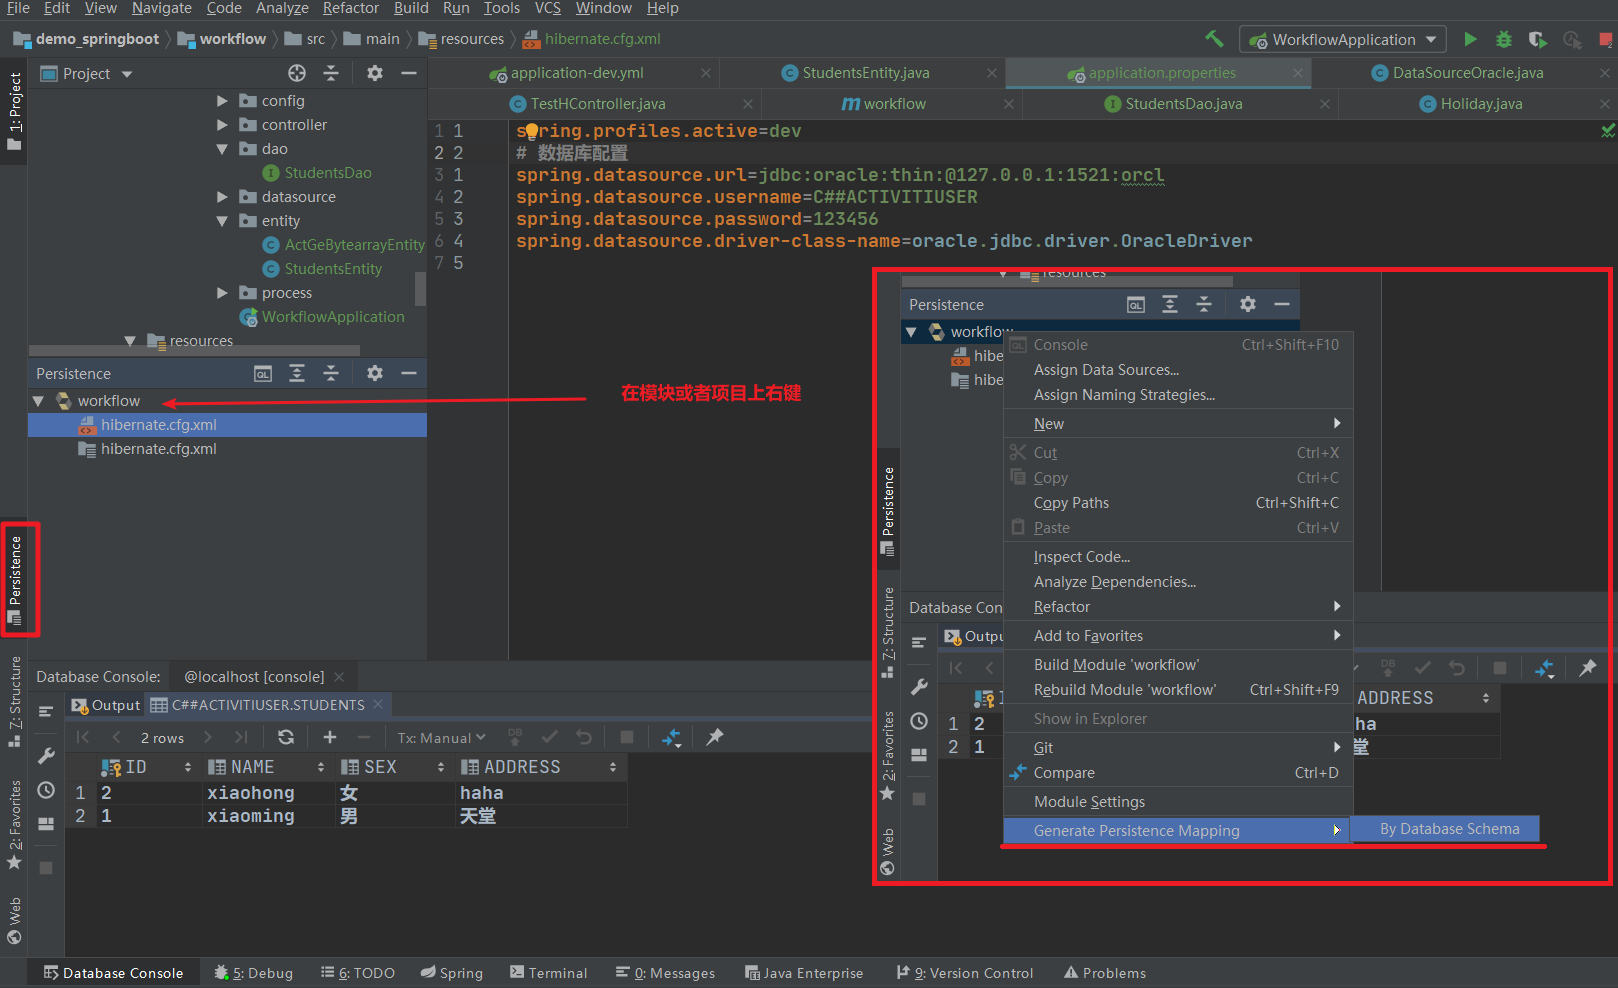 File Edit View Navigate Code Analyze Refactor Build Run Tools VCS Window Help
demo_springboot workflow src main resources hibernate.cfg.xml
WorkflowApplication
1: Project
Project
application-dev.yml
StudentsEntity.java
application.properties
DataSourceOracle.java
TestHController.java
workflow
StudentsDao.java
Holiday.java
config
controller
dao
StudentsDao
datasource
entity
ActGeBytearrayEntity
StudentsEntity
process
WorkflowApplication
resources
1 1 spring.profiles.active=dev
2 2 # 数据库配置
3 1 spring.datasource.url=jdbc:oracle:thin:@127.0.0.1:1521:orcl
4 2 spring.datasource.username=C##ACTIVITIUSER
5 3 spring.datasource.password=123456
6 4 spring.datasource.driver-class-name=oracle.jdbc.driver.OracleDriver
7 5
Persistence
workflow
hibernate.cfg.xml
hibernate.cfg.xml
在模块或者项目上右键
Persistence
Z: Structure
2: Favorites
Web
resources
Persistence
workflow
hibe
hibe
Console Ctrl+Shift+F10
Assign Data Sources...
Assign Naming Strategies...
New
Cut Ctrl+X
Copy Ctrl+C
Copy Paths Ctrl+Shift+C
Paste Ctrl+V
Inspect Code...
Analyze Dependencies...
Refactor
Add to Favorites
Build Module 'workflow'
Rebuild Module 'workflow' Ctrl+Shift+F9
Show in Explorer
Git
Compare Ctrl+D
Module Settings
Generate Persistence Mapping
By Database Schema
Persistence
Z: Structure
2: Favorites
Web
Database Con
Outpu
DB
ADDRESS
1 2 ha
2 1 堂
Database Console: @localhost [console]
Output C##ACTIVITIUSER.STUDENTS
2 rows Tx: Manual DB
ID NAME SEX ADDRESS
1 2 xiaohong 女 haha
2 1 xiaoming 男 天堂
Database Console 5: Debug 6: TODO Spring Terminal 0: Messages Java Enterprise 9: Version Control Problems